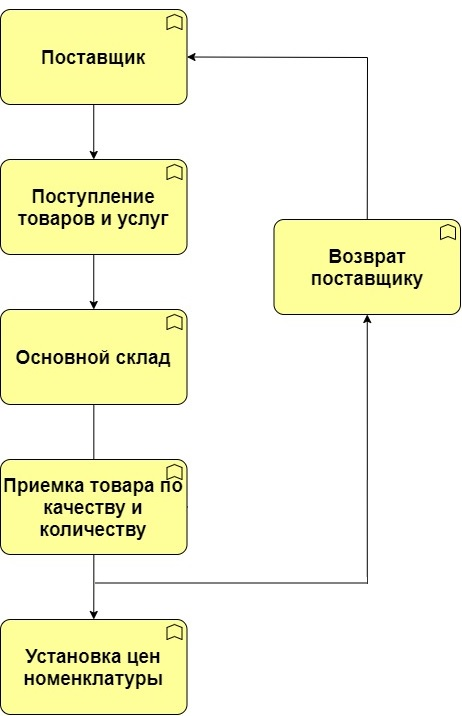 Поставщик
Поступление
товаров и услуг
Основной склад
Приемка товара по
качеству и
количеству
Установка цен
номенклатуры
Возврат
поставщику